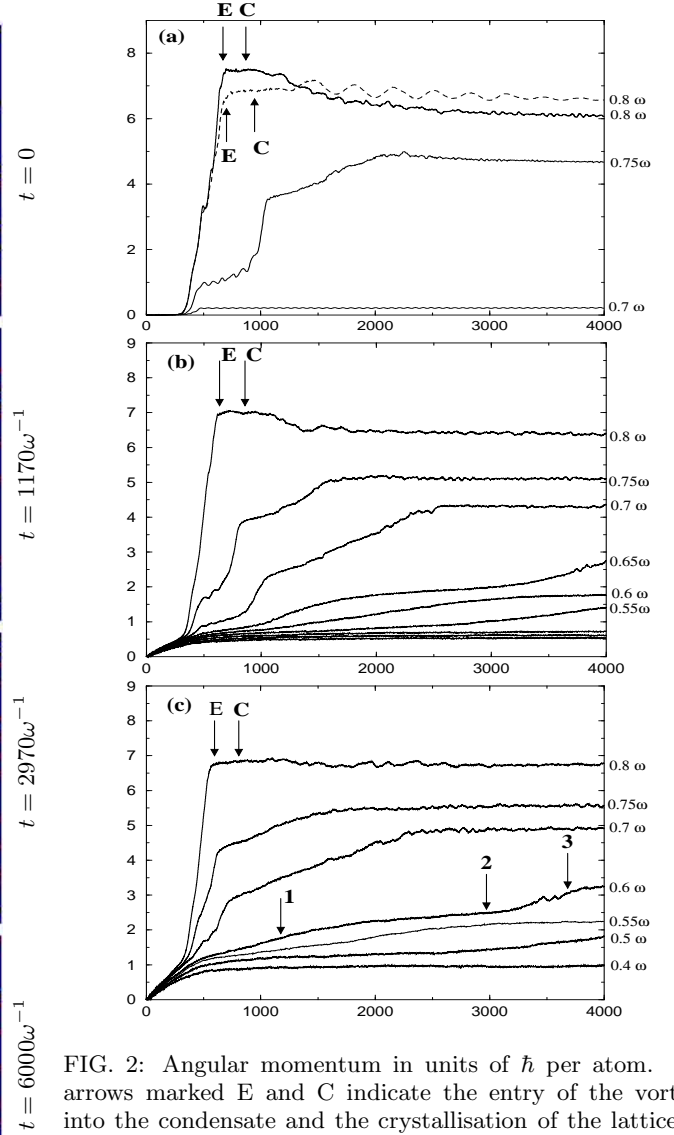 t = 0
t = 1170ω⁻¹
t = 2970ω⁻¹
t = 6000ω⁻¹
E C
(a)
8
6
4
2
0
E
C
0.8 ω
0.8 ω
0.75ω
0.7 ω
0 1000 2000 3000 4000
(b)
E C
9
8
7
6
5
4
3
2
1
0
0.8 ω
0.75ω
0.7 ω
0.65ω
0.6 ω
0.55ω
0 1000 2000 3000 4000
(c)
E C
9
8
7
6
5
4
3
2
1
0
1
2
3
0.8 ω
0.75ω
0.7 ω
0.6 ω
0.55ω
0.5 ω
0.4 ω
0 1000 2000 3000 4000
FIG. 2: Angular momentum in units of ħ per atom.
arrows marked E and C indicate the entry of the vort
into the condensate and the crystallisation of the lattice